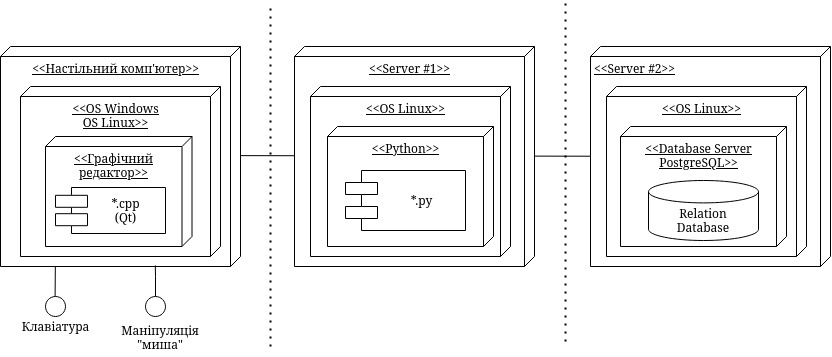 <<Настільний комп'ютер>>
<<OS Windows
OS Linux>>
<<Графічний
редактор>>
*.cpp
(Qt)
Клавіатура
Маніпуляція
"миша"
<<Server #1>>
<<OS Linux>>
<<Python>>
*.py
<<Server #2>>
<<OS Linux>>
<<Database Server
PostgreSQL>>
Relation
Database